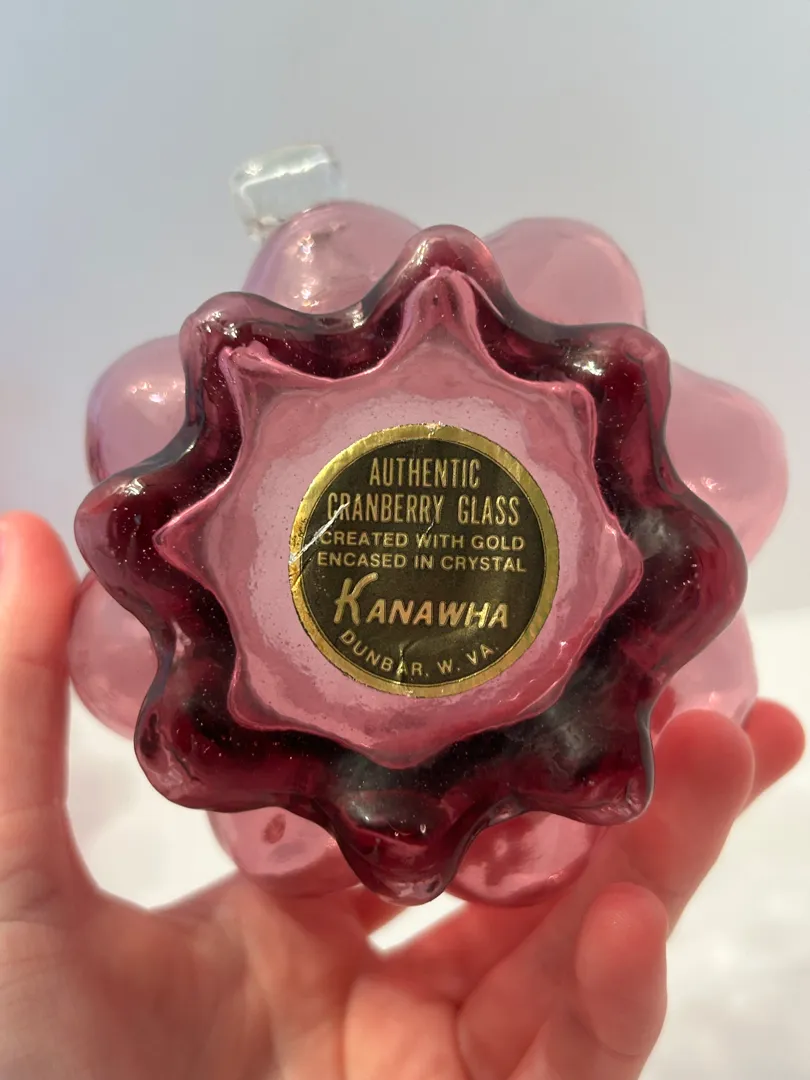 AUTHENTIC
CRANBERRY GLASS
CREATED WITH GOLD
ENCASED IN CRYSTAL
KANAWHA
DUNBAR, W. VA.